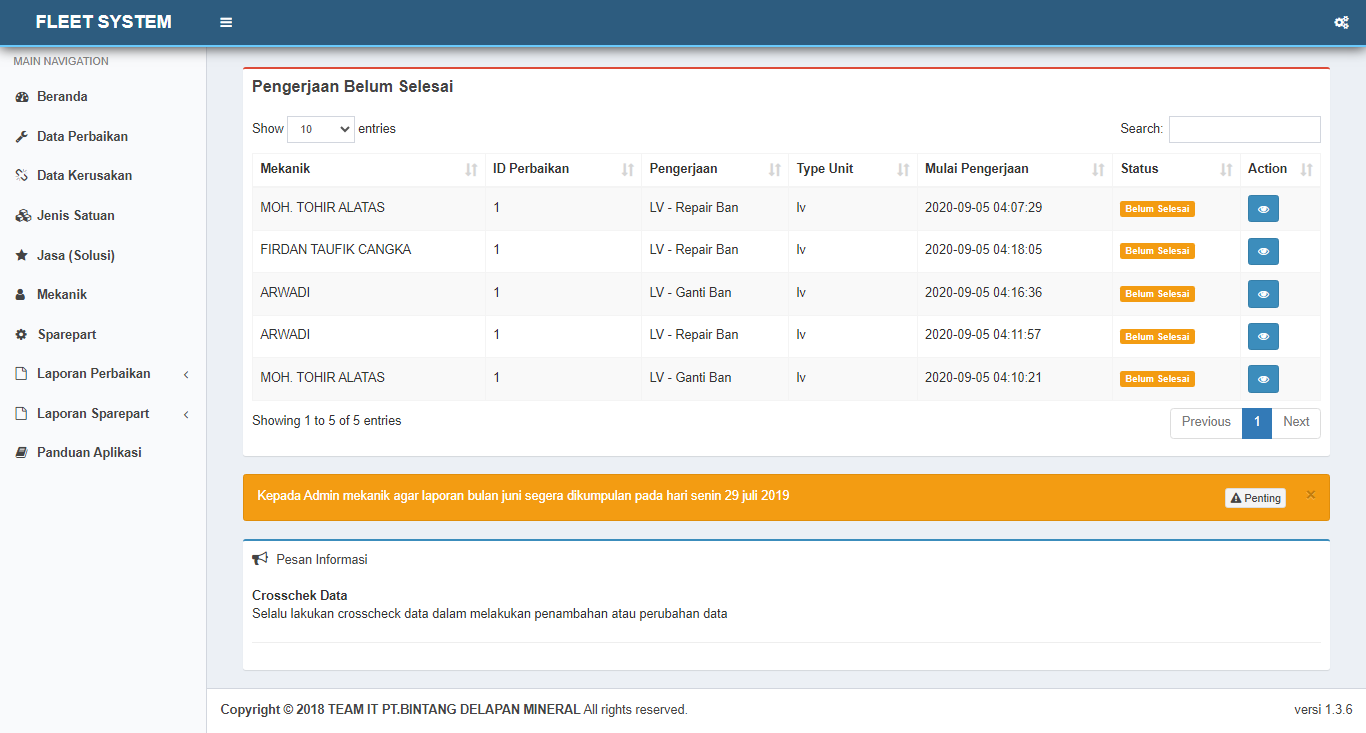 FLEET SYSTEM
MAIN NAVIGATION
Beranda
Data Perbaikan
Data Kerusakan
Jenis Satuan
Jasa (Solusi)
Mekanik
Sparepart
Laporan Perbaikan
Laporan Sparepart
Panduan Aplikasi
Pengerjaan Belum Selesai
Show 10 entries Search:
Mekanik ID Perbaikan Pengerjaan Type Unit Mulai Pengerjaan Status Action
MOH. TOHIR ALATAS 1 LV - Repair Ban lv 2020-09-05 04:07:29 Belum Selesai
FIRDAN TAUFIK CANGKA 1 LV - Repair Ban lv 2020-09-05 04:18:05 Belum Selesai
ARWADI 1 LV - Ganti Ban lv 2020-09-05 04:16:36 Belum Selesai
ARWADI 1 LV - Repair Ban lv 2020-09-05 04:11:57 Belum Selesai
MOH. TOHIR ALATAS 1 LV - Ganti Ban lv 2020-09-05 04:10:21 Belum Selesai
Showing 1 to 5 of 5 entries Previous 1 Next
Kepada Admin mekanik agar laporan bulan juni segera dikumpulan pada hari senin 29 juli 2019 Penting ×
Pesan Informasi
Crosschek Data
Selalu lakukan crosscheck data dalam melakukan penambahan atau perubahan data
Copyright © 2018 TEAM IT PT.BINTANG DELAPAN MINERAL All rights reserved. versi 1.3.6